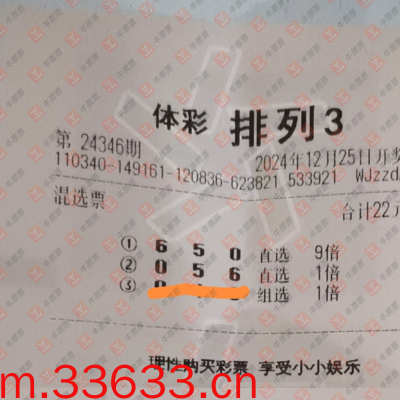 体彩 排列3
第 24346期 2024年12月25日开奖
110340-149161-120836-623821 533921 WJzzd
混选票 合计22元
① 6 5 0 直选 9倍
② 0 5 6 直选 1倍
③ 组选 1倍
理性购买彩票 享受小小娱乐
m.33633.cn